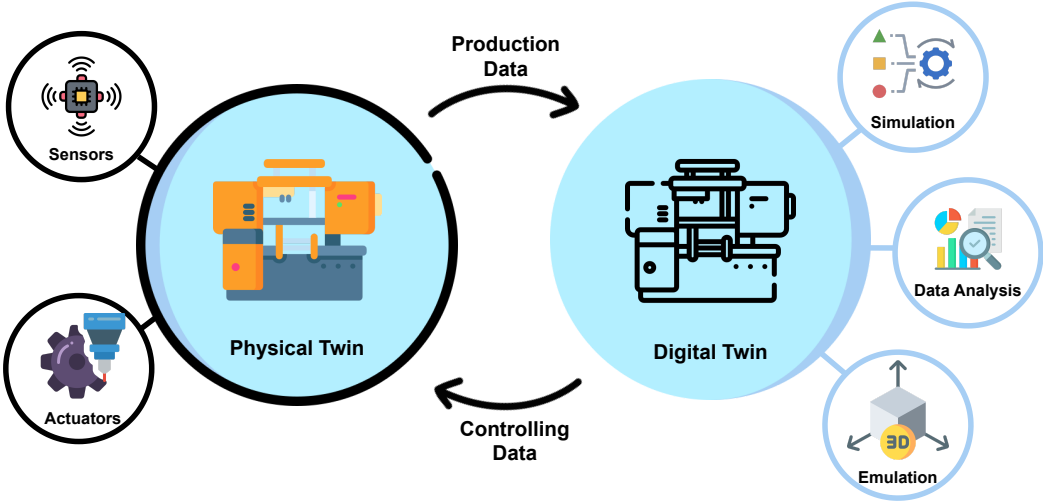 Production
Data
Sensors
Simulation
Physical Twin
Digital Twin
Data Analysis
Actuators
Controlling
Data
3D
Emulation